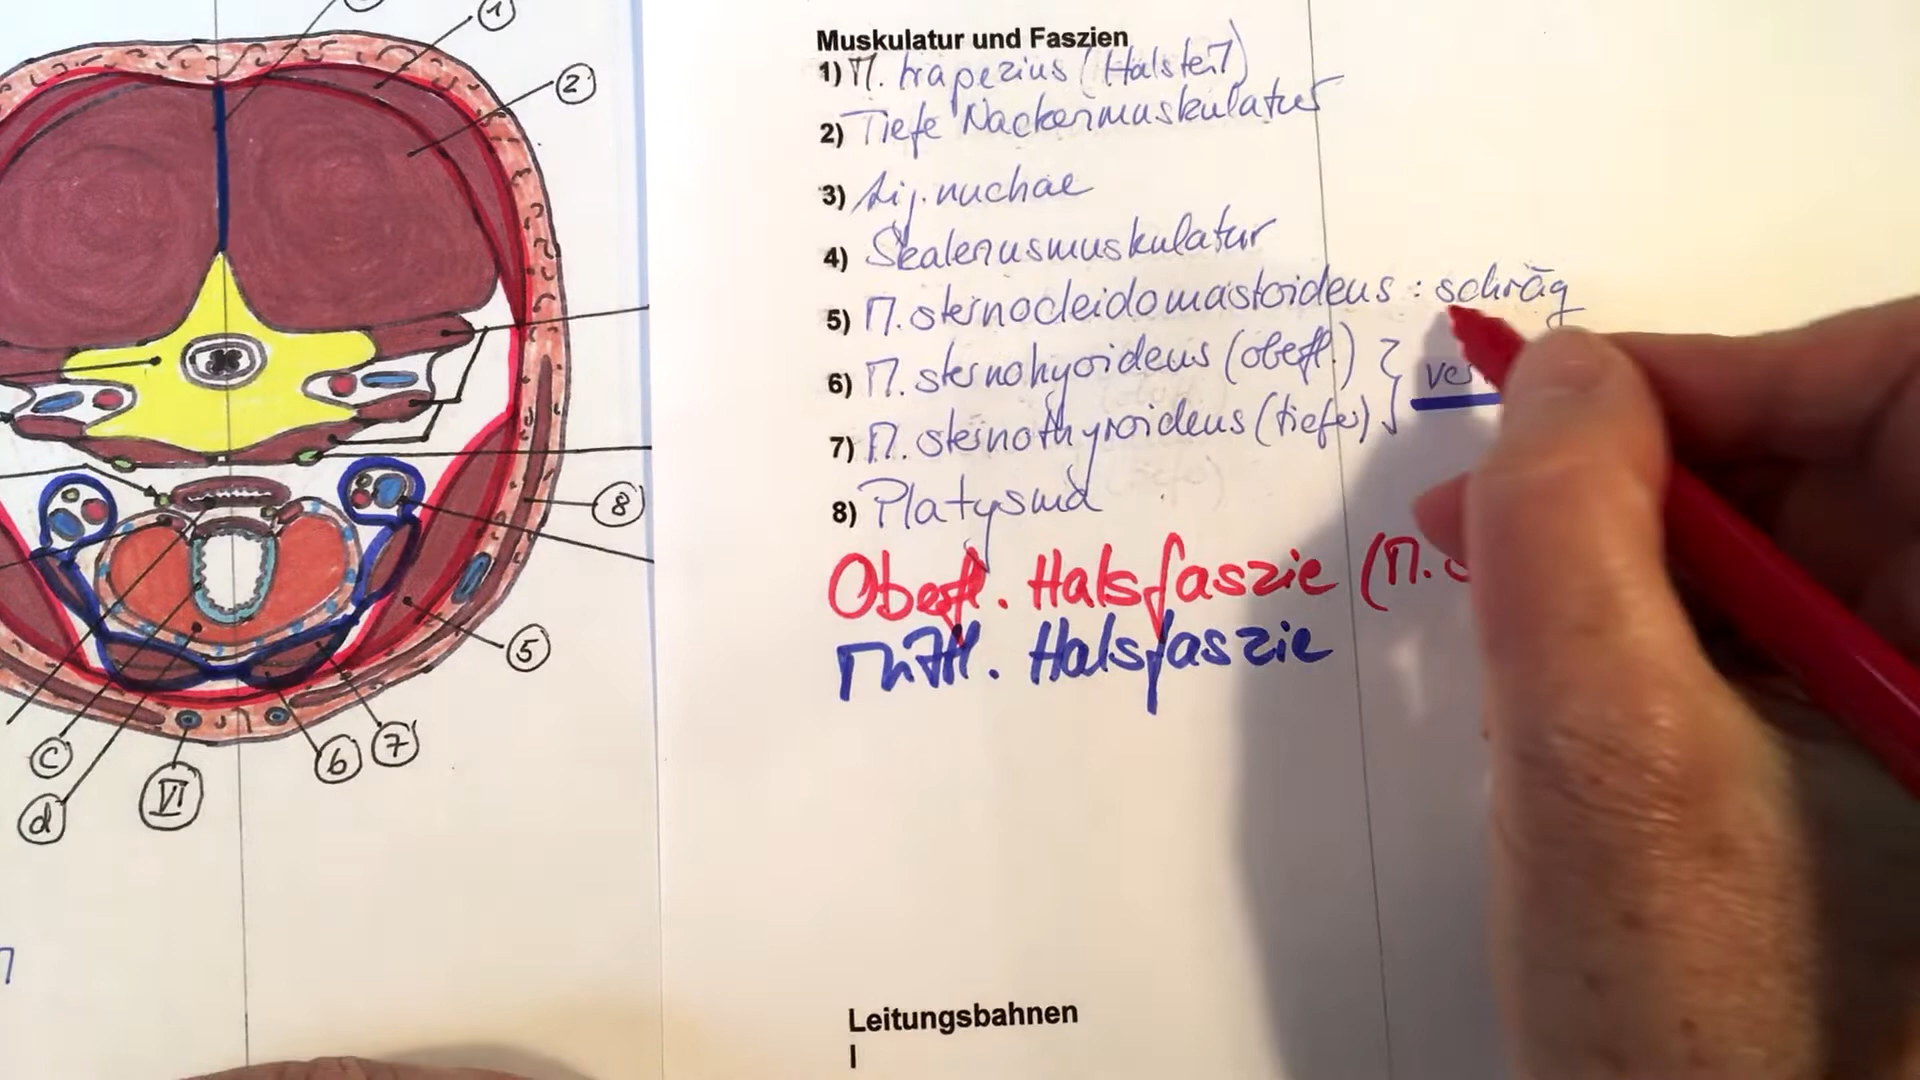 1
2
8
5
7
6
c
VI
d
Muskulatur und Faszien
1) M. trapezius (Halsteil)
2) Tiefe Nackenmuskulatur
3) Lig. nuchae
4) Skalenusmuskulatur
5) M. sternocleidomastoideus : schräg
6) M. sternohyoideus (oberfl.)
7) M. sternothyroideus (tiefer)
8) Platysma
Oberfl. Halsfaszie (M.
Mittl. Halsfaszie
Leitungsbahnen
I